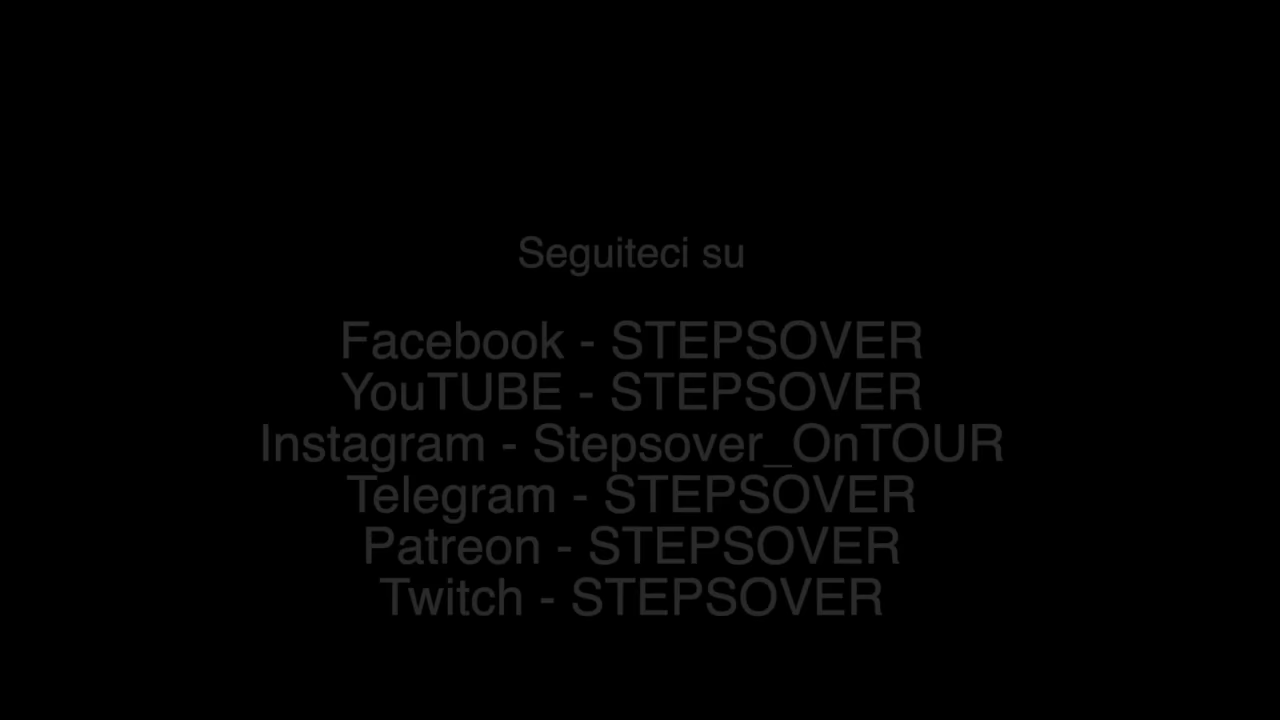 Seguiteci su
Facebook - STEPSOVER
YouTUBE - STEPSOVER
Instagram - Stepsover_OnTOUR
Telegram - STEPSOVER
Patreon - STEPSOVER
Twitch - STEPSOVER